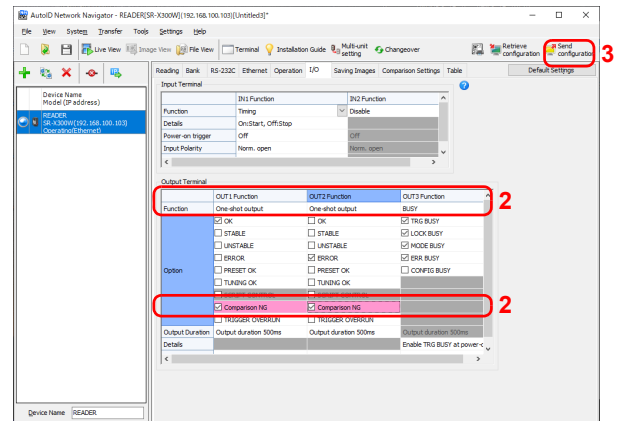 AutoID Network Navigator - READER[SR-X300W][192.168.100.103][Untitled3]*
File View System Transfer Tools Settings Help
Live View Image View File View Terminal Installation Guide Multi-unit setting Changeover Retrieve configuration Send configuration
3
Reading Bank RS-232C Ethernet Operation I/O Saving Images Comparison Settings Table Default Settings
Device Name
Model (IP address)
READER
SR-X300W[192.168.100.103]
Operating(Ethernet)
Input Terminal
?
IN1 Function IN2 Function
Function Timing Disable
Details On:Start, Off:Stop
Power-on trigger Off Off
Input Polarity Norm. open Norm. open
Output Terminal
OUT1 Function OUT2 Function OUT3 Function
2
Function One-shot output One-shot output BUSY
Option
OK OK TRG BUSY
STABLE STABLE LOCK BUSY
UNSTABLE UNSTABLE MODE BUSY
ERROR ERROR ERR BUSY
PRESET OK PRESET OK CONFIG BUSY
TUNING OK TUNING OK
Comparison NG Comparison NG
2
TRIGGER OVERRUN TRIGGER OVERRUN
Output Duration Output duration 500ms Output duration 500ms Output duration 500ms
Details Enable TRG BUSY at power-o
Device Name READER